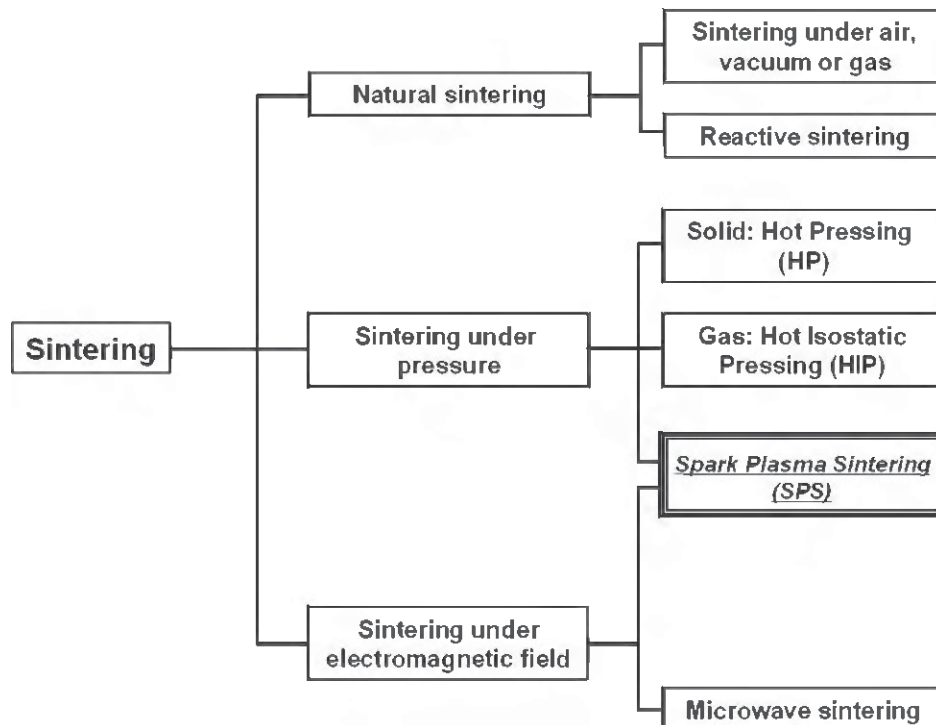 Sintering under air,
vacuum or gas
Natural sintering
Reactive sintering
Solid: Hot Pressing
(HP)
Sintering
Sintering under
pressure
Gas: Hot Isostatic
Pressing (HIP)
Spark Plasma Sintering
(SPS)
Sintering under
electromagnetic field
Microwave sintering